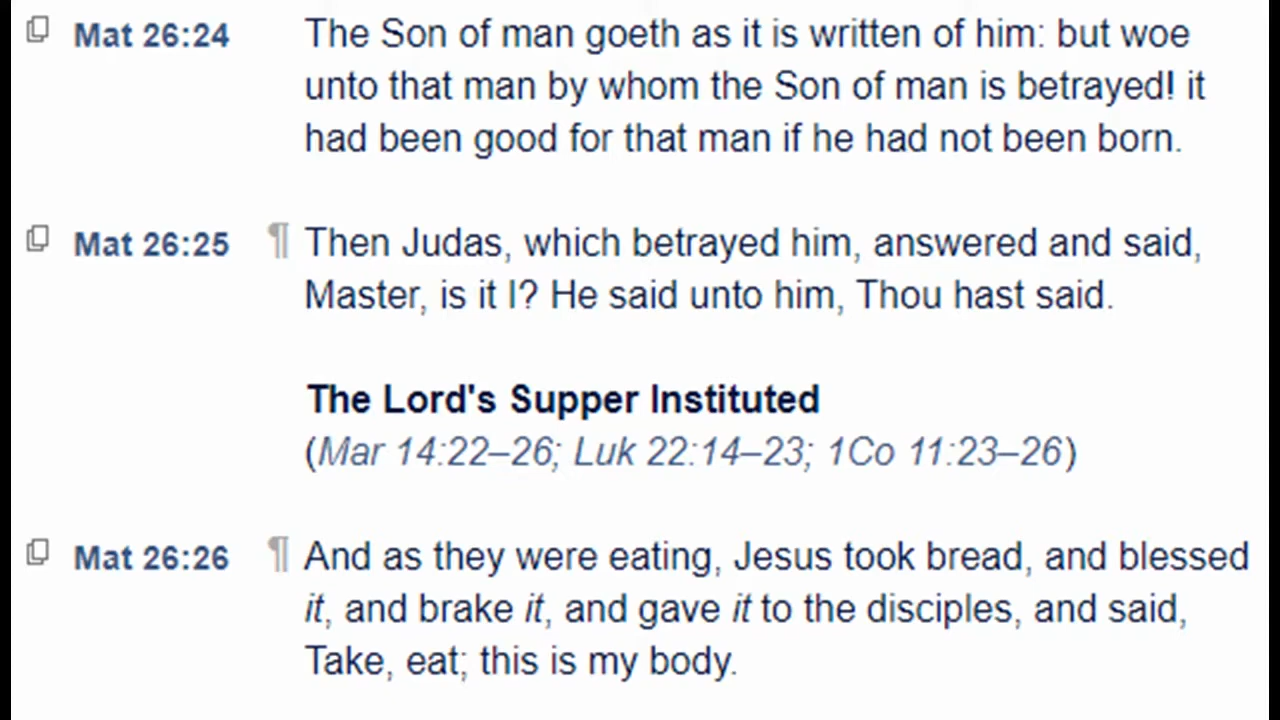 Mat 26:24 The Son of man goeth as it is written of him: but woe
unto that man by whom the Son of man is betrayed! it
had been good for that man if he had not been born.
Mat 26:25 ¶ Then Judas, which betrayed him, answered and said,
Master, is it I? He said unto him, Thou hast said.
The Lord's Supper Instituted
(Mar 14:22–26; Luk 22:14–23; 1Co 11:23–26)
Mat 26:26 ¶ And as they were eating, Jesus took bread, and blessed
it, and brake it, and gave it to the disciples, and said,
Take, eat; this is my body.